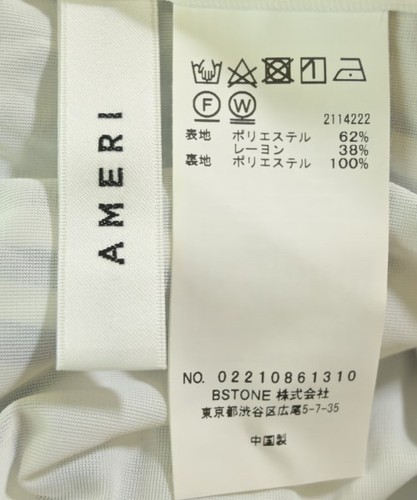 AMERI
F W
2114222
表地 ポリエステル 62%
レーヨン 38%
裏地 ポリエステル 100%
NO. 02210861310
BSTONE 株式会社
東京都渋谷区広尾5-7-35
中国製